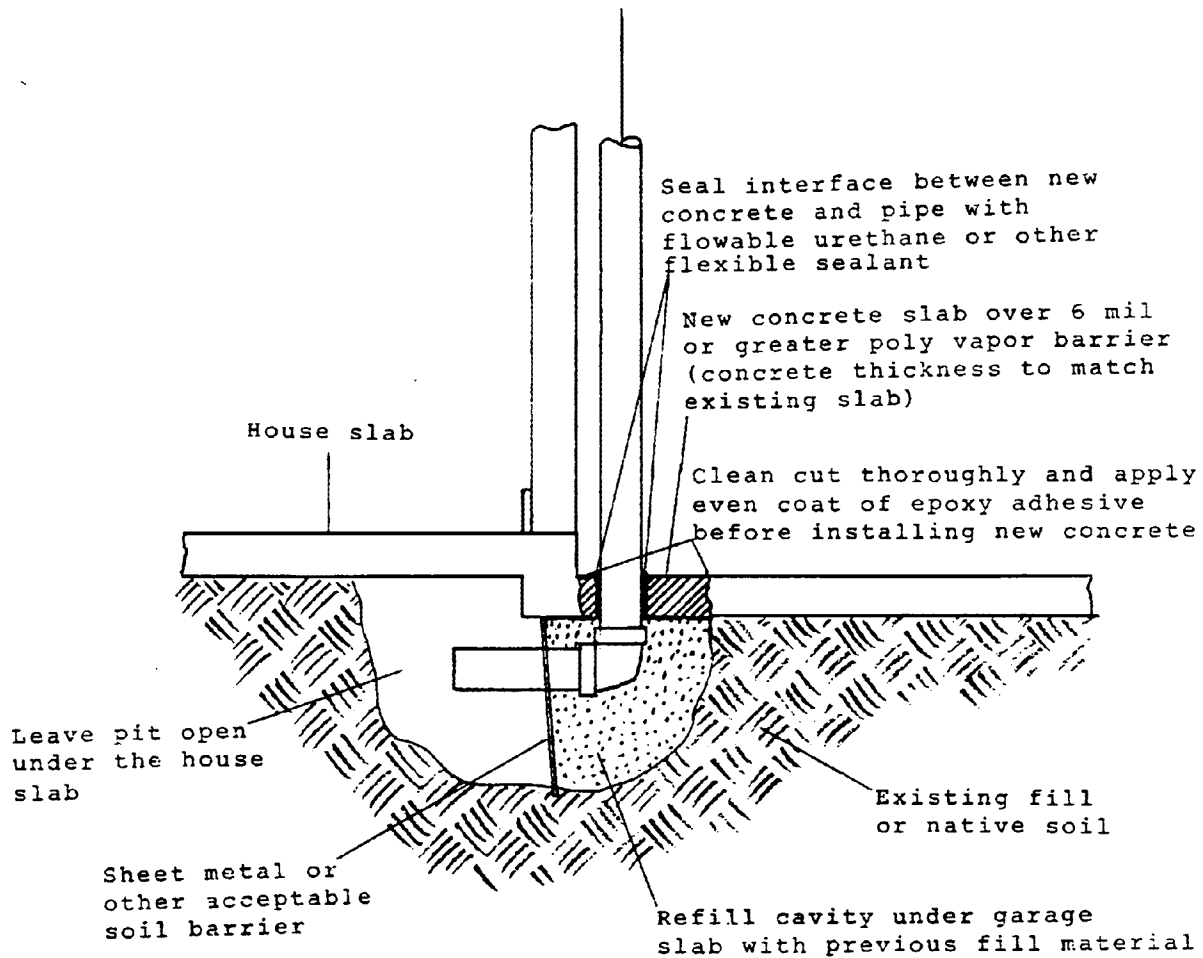 Seal interface between new
concrete and pipe with
flowable urethane or other
flexible sealant
New concrete slab over 6 mil
or greater poly vapor barrier
(concrete thickness to match
existing slab)
House slab
Clean cut thoroughly and apply
even coat of epoxy adhesive
before installing new concrete
Leave pit open
under the house
slab
Existing fill
or native soil
Sheet metal or
other acceptable
soil barrier
Refill cavity under garage
slab with previous fill material